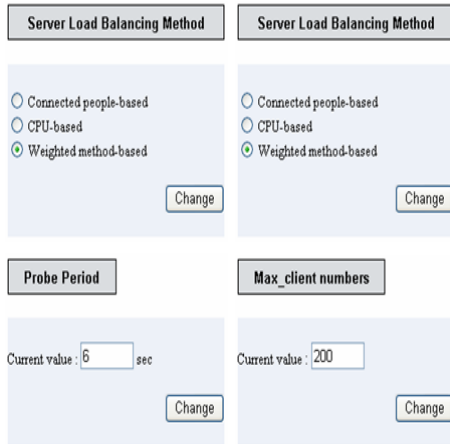 Server Load Balancing Method
Connected people-based
CPU-based
Weighted method-based
Change
Server Load Balancing Method
Connected people-based
CPU-based
Weighted method-based
Change
Probe Period
Current value : 6 sec
Change
Max_client numbers
Current value : 200
Change